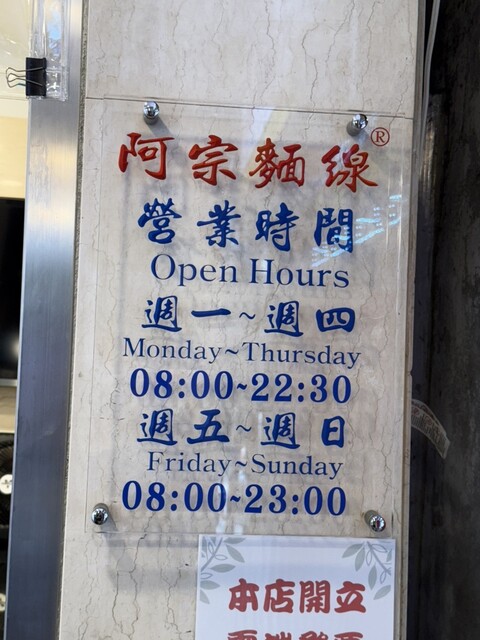 阿宗麵線®
營業時間
Open Hours
週一~週四
Monday~Thursday
08:00~22:30
週五~週日
Friday~Sunday
08:00~23:00
本店開立